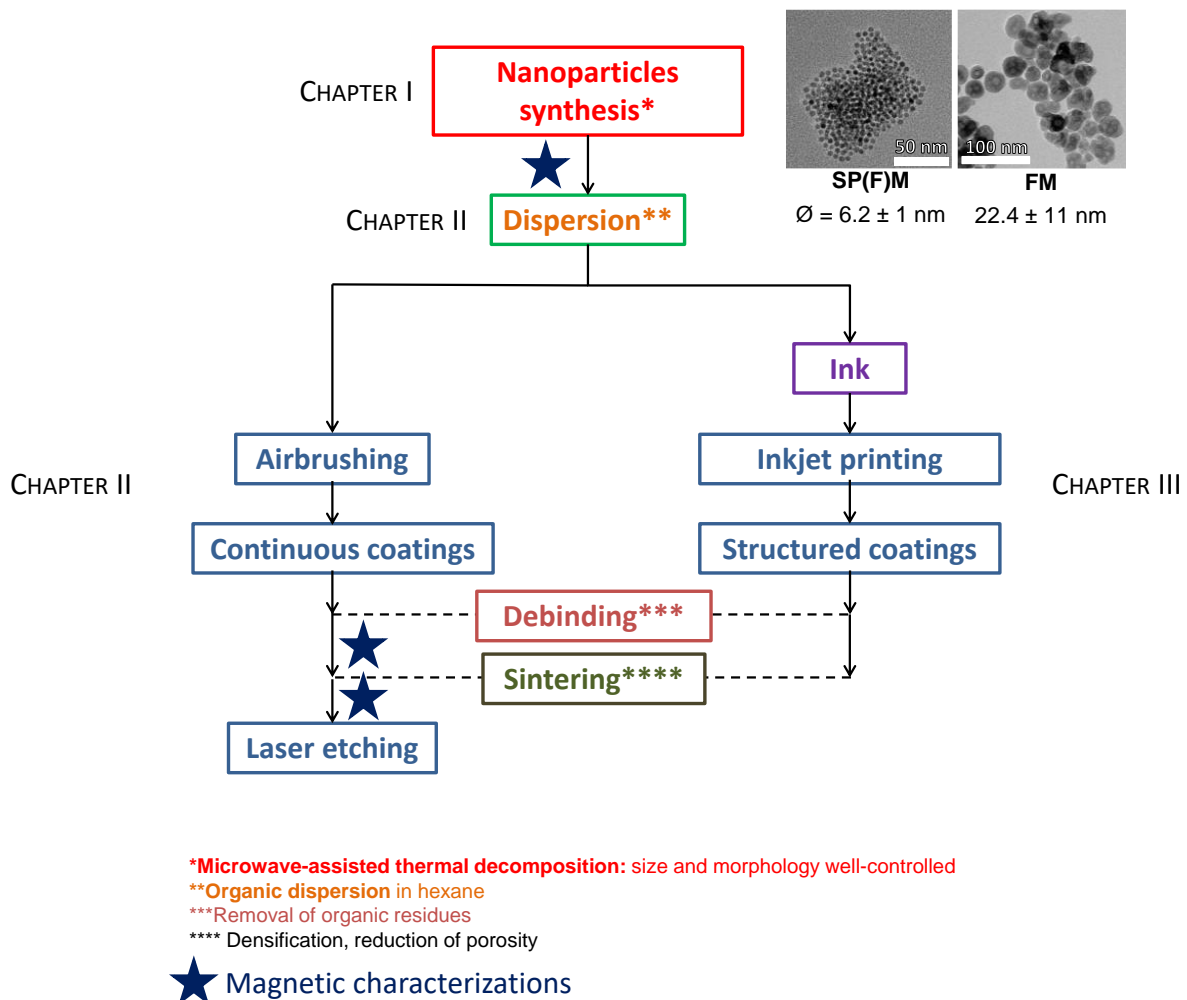 CHAPTER I
Nanoparticles
synthesis*
50 nm
100 nm
SP(F)M
FM
Ø = 6.2 ± 1 nm
22.4 ± 11 nm
CHAPTER II
Dispersion**
Ink
Airbrushing
Inkjet printing
CHAPTER II
CHAPTER III
Continuous coatings
Structured coatings
Debinding***
Sintering****
Laser etching
*Microwave-assisted thermal decomposition: size and morphology well-controlled
**Organic dispersion in hexane
***Removal of organic residues
**** Densification, reduction of porosity
Magnetic characterizations